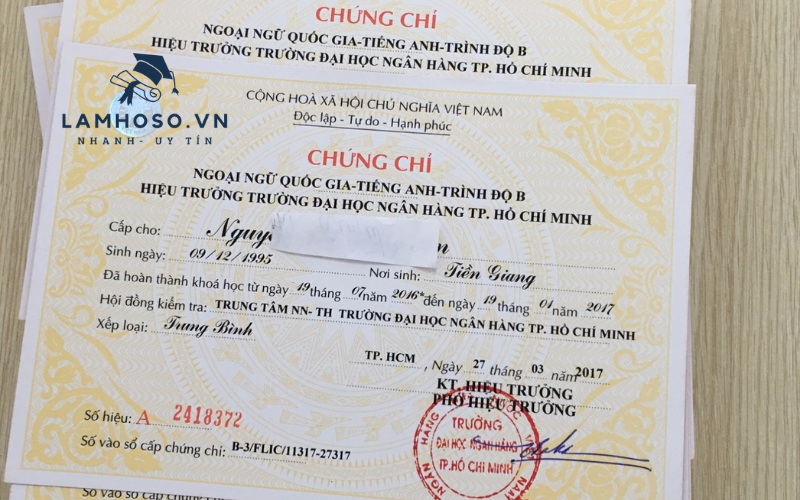 CHỨNG CHỈ
NGOẠI NGỮ QUỐC GIA-TIẾNG ANH-TRÌNH ĐỘ B
HIỆU TRƯỞNG TRƯỜNG ĐẠI HỌC NGÂN HÀNG TP. HỒ CHÍ MINH
LAMHOSO.VN
NHANH- UY TÍN
CỘNG HOÀ XÃ HỘI CHỦ NGHĨA VIỆT NAM
Độc lập - Tự do - Hạnh phúc
CHỨNG CHỈ
NGOẠI NGỮ QUỐC GIA-TIẾNG ANH-TRÌNH ĐỘ B
HIỆU TRƯỞNG TRƯỜNG ĐẠI HỌC NGÂN HÀNG TP. HỒ CHÍ MINH
Cấp cho:
Sinh ngày: 09/12/1995 Nơi sinh: Tiền Giang
Đã hoàn thành khoá học từ ngày 19 tháng 07 năm 2016* đến ngày 19 tháng 01 năm 2017
Hội đồng kiểm tra: TRUNG TÂM NN- TH TRƯỜNG ĐẠI HỌC NGÂN HÀNG TP. HỒ CHÍ MINH
Xếp loại: Trung Bình
TP. HCM, Ngày 27 tháng 03 năm 2017
KT. HIỆU TRƯỞNG
PHÓ HIỆU TRƯỞNG
TRƯỜNG
ĐẠI HỌC NGÂN HÀNG
TP.HỒ CHÍ MINH
Số hiệu: A 2418372
Số vào sổ cấp chứng chỉ: B-3/FLIC/11317-27317